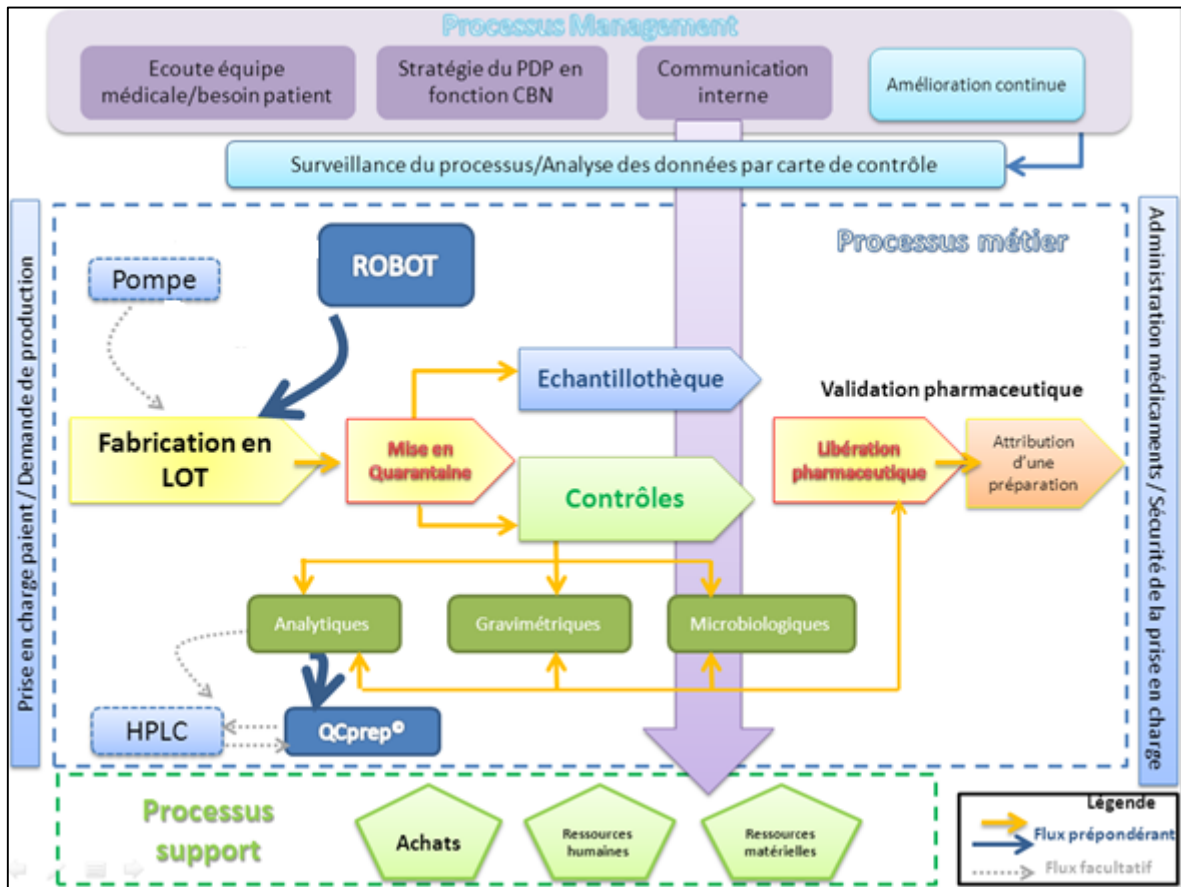 Processus Management
Ecoute équipe
médicale/besoin patient
Stratégie du PDP en
fonction CBN
Communication
interne
Amélioration continue
Surveillance du processus/Analyse des données par carte de contrôle
Prise en charge paient / Demande de production
Processus métier
Pompe
ROBOT
Echantillothèque
Validation pharmaceutique
Fabrication en
LOT
Mise en
Quarantaine
Contrôles
Libération
pharmaceutique
Attribution
d'une
préparation
Analytiques
Gravimétriques
Microbiologiques
HPLC
QCprep®
Administration médicaments / Sécurité de la prise en charge
Processus
support
Achats
Ressources
humaines
Ressources
matérielles
Légende
Flux prépondérant
Flux facultatif